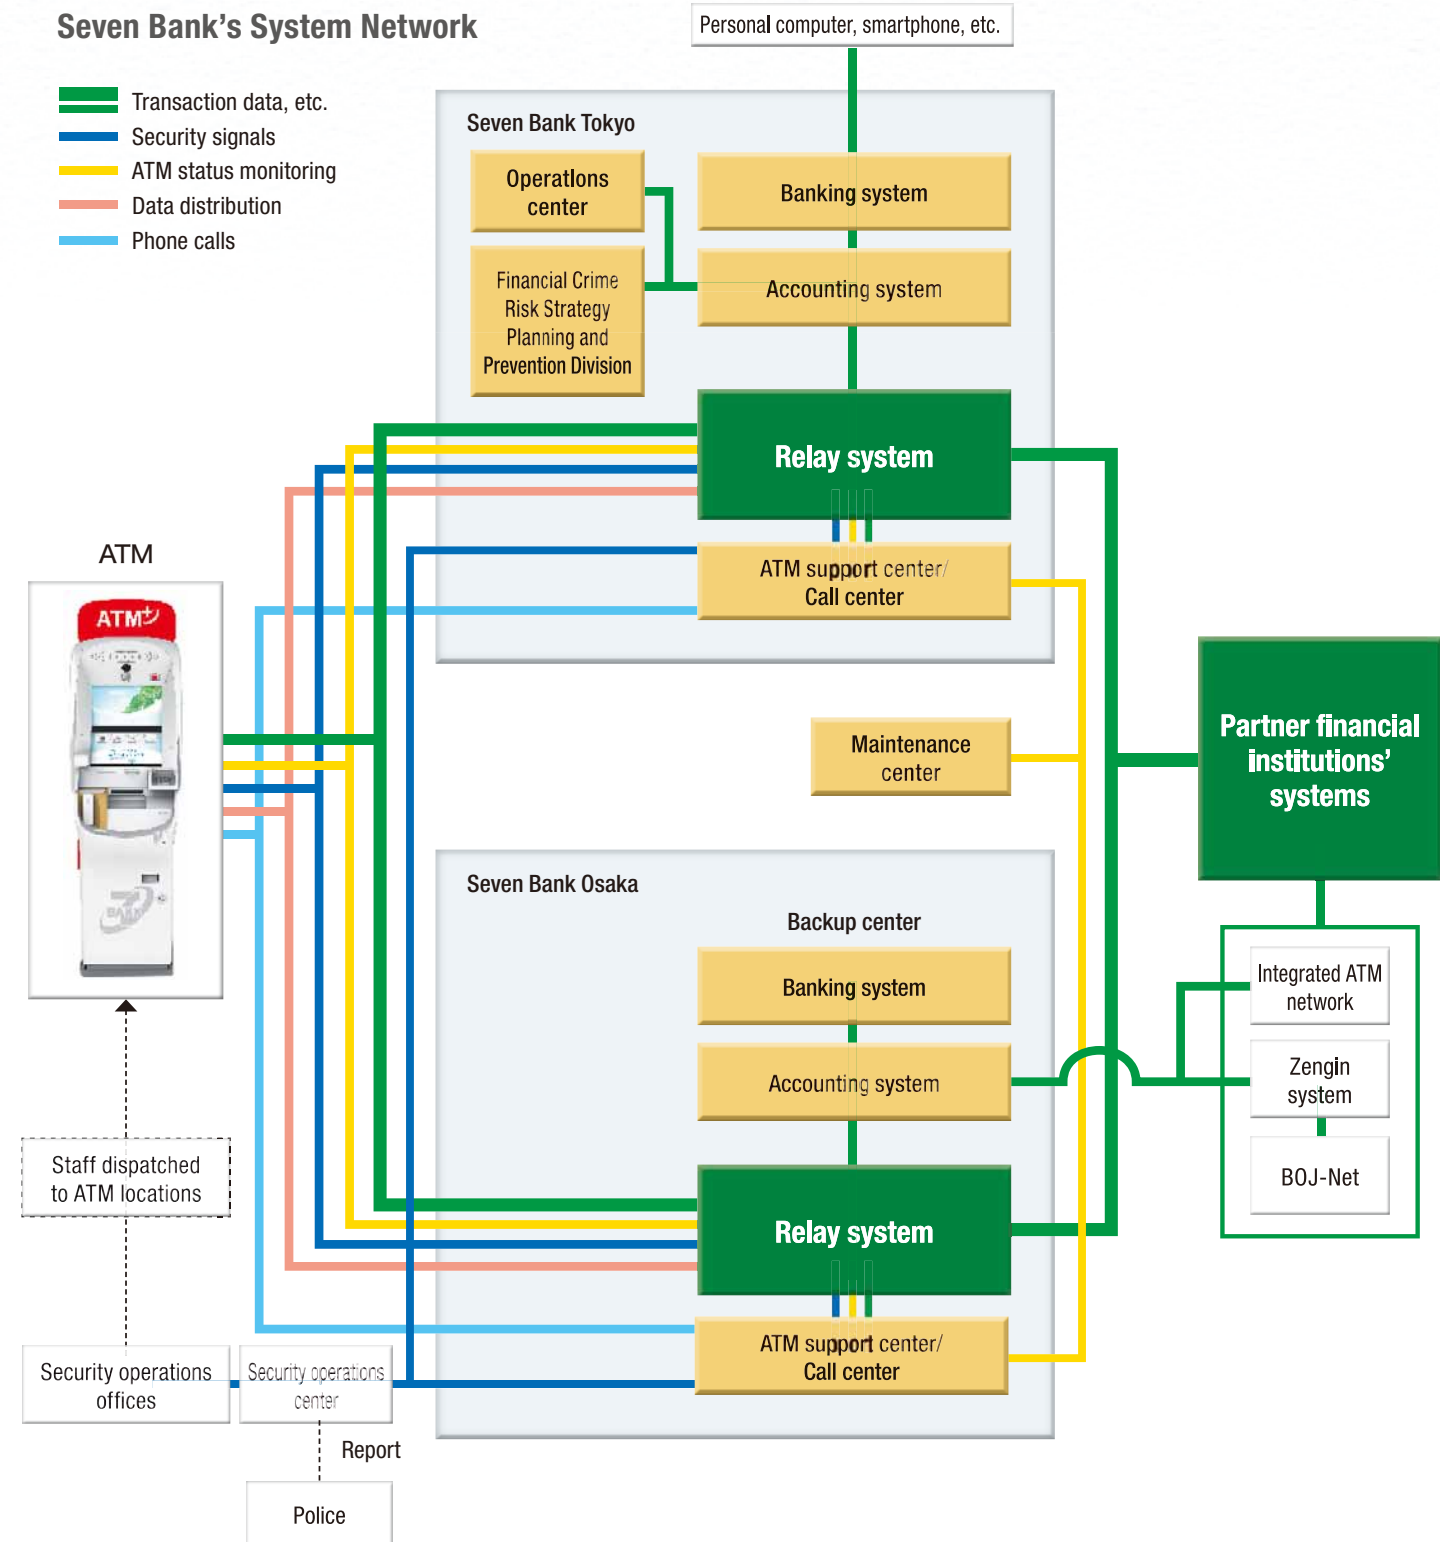 Seven Bank's System Network
Personal computer, smartphone, etc.
Transaction data, etc.
Security signals
ATM status monitoring
Data distribution
Phone calls
Seven Bank Tokyo
Operations
center
Banking system
Financial Crime
Risk Strategy
Planning and
Prevention Division
Accounting system
Relay system
ATM support center/
Call center
ATM
ATM
Maintenance
center
Partner financial
institutions'
systems
Seven Bank Osaka
Backup center
Banking system
Accounting system
Integrated ATM
network
Zengin
system
BOJ-Net
Relay system
ATM support center/
Call center
Staff dispatched
to ATM locations
Security operations
offices
Security operations
center
Report
Police